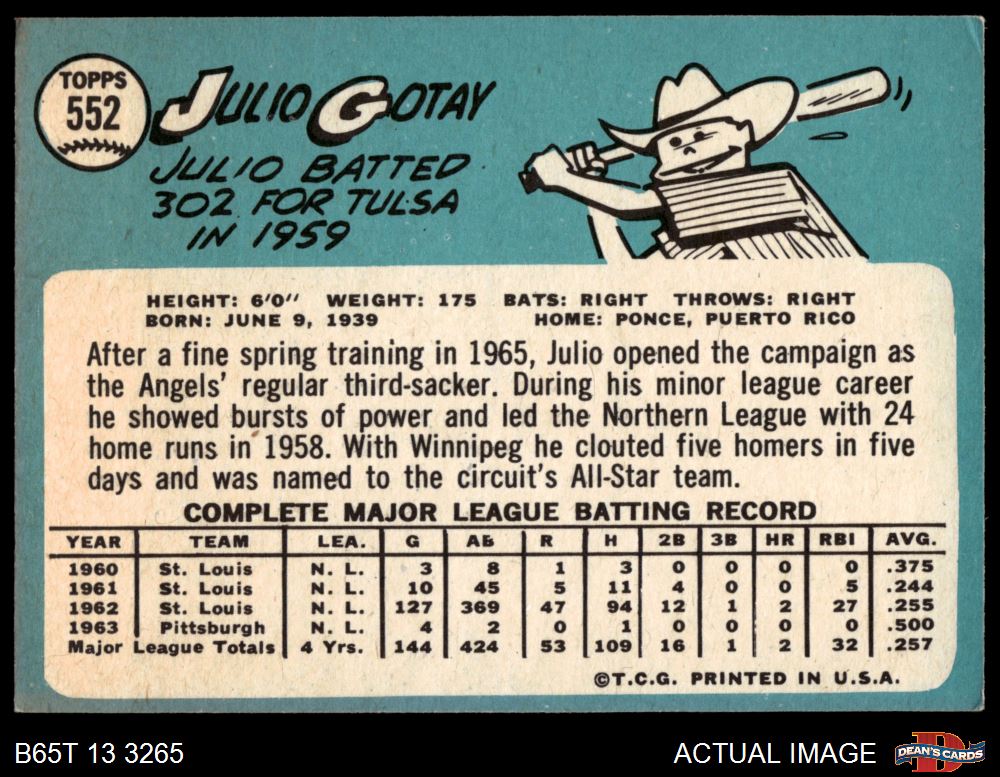 TOPPS
552
JULIO GOTAY
JULIO BATTED
302 FOR TULSA
IN 1959
HEIGHT: 6'0" WEIGHT: 175 BATS: RIGHT THROWS: RIGHT
BORN: JUNE 9, 1939 HOME: PONCE, PUERTO RICO
After a fine spring training in 1965, Julio opened the campaign as
the Angels' regular third-sacker. During his minor league career
he showed bursts of power and led the Northern League with 24
home runs in 1958. With Winnipeg he clouted five homers in five
days and was named to the circuit's All-Star team.
COMPLETE MAJOR LEAGUE BATTING RECORD
YEAR TEAM LEA. G AB R H 2B 3B HR RBI AVG.
1960 St. Louis N. L. 3 8 1 3 0 0 0 0 .375
1961 St. Louis N. L. 10 45 5 11 4 0 0 5 .244
1962 St. Louis N. L. 127 369 47 94 12 1 2 27 .255
1963 Pittsburgh N. L. 4 2 0 1 0 0 0 0 .500
Major League Totals 4 Yrs. 144 424 53 109 16 1 2 32 .257
©T.C.G. PRINTED IN U.S.A.
B65T 13 3265 ACTUAL IMAGE
D
DEAN'S CARDS